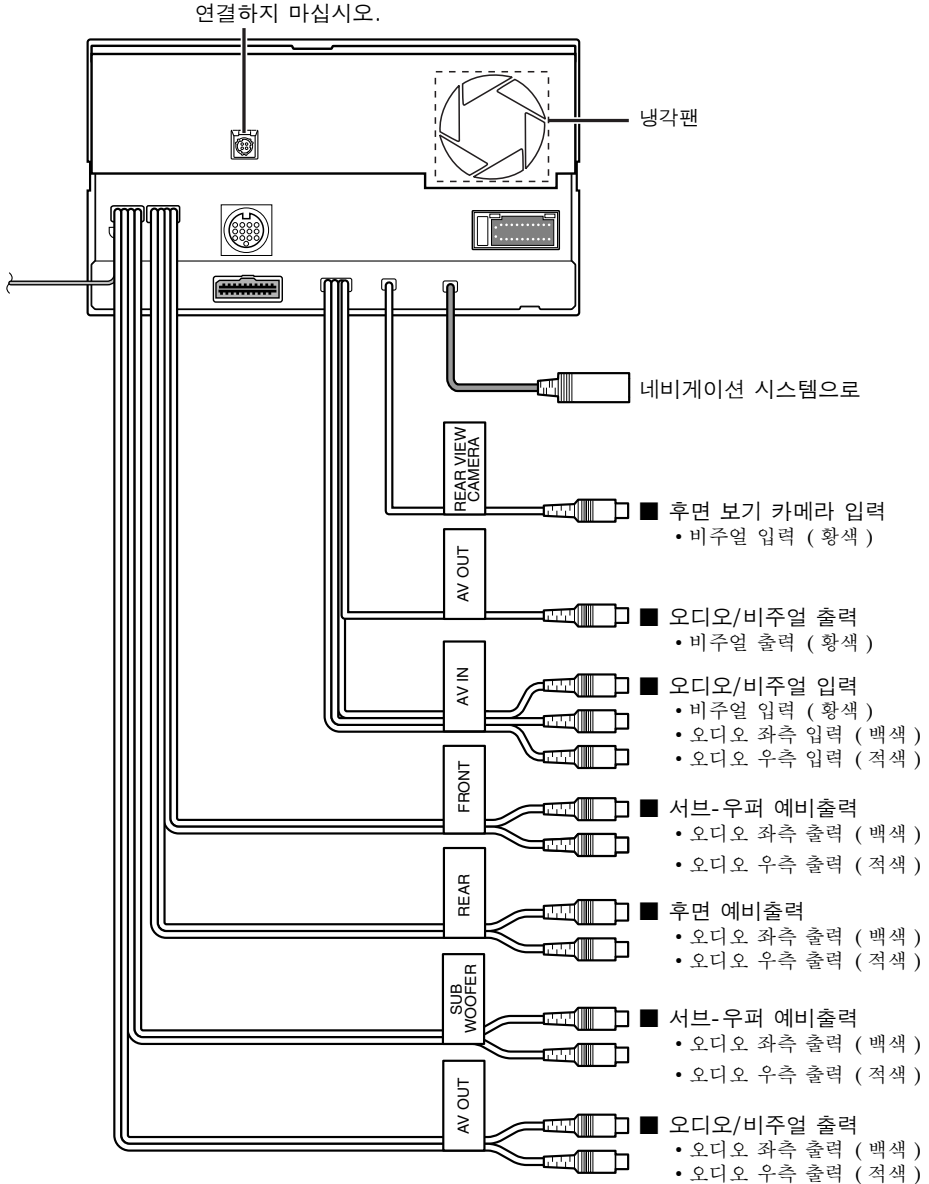 연결하지 마십시오.
냉각팬
네비게이션 시스템으로
REAR VIEW
CAMERA
■ 후면 보기 카메라 입력
• 비주얼 입력 ( 황색 )
AV OUT
■ 오디오/비주얼 출력
• 비주얼 출력 ( 황색 )
AV IN
■ 오디오/비주얼 입력
• 비주얼 입력 ( 황색 )
• 오디오 좌측 입력 ( 백색 )
• 오디오 우측 입력 ( 적색 )
FRONT
■ 서브-우퍼 예비출력
• 오디오 좌측 출력 ( 백색 )
• 오디오 우측 출력 ( 적색 )
REAR
■ 후면 예비출력
• 오디오 좌측 출력 ( 백색 )
• 오디오 우측 출력 ( 적색 )
SUB
WOOFER
■ 서브-우퍼 예비출력
• 오디오 좌측 출력 ( 백색 )
• 오디오 우측 출력 ( 적색 )
AV OUT
■ 오디오/비주얼 출력
• 오디오 좌측 출력 ( 백색 )
• 오디오 우측 출력 ( 적색 )